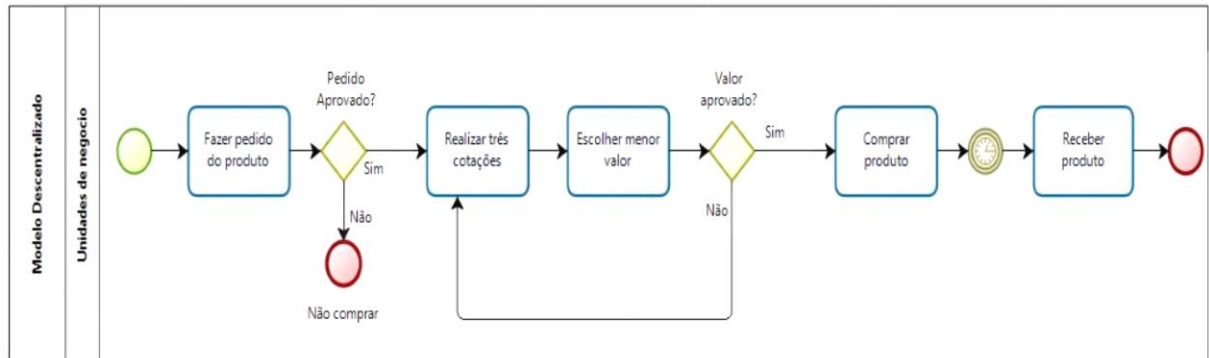 Modelo Descentralizado
Unidades de negocio
Fazer pedido
do produto
Pedido
Aprovado?
Sim
Não
Não comprar
Realizar três
cotações
Escolher menor
valor
Valor
aprovado?
Sim
Não
Comprar
produto
Receber
produto